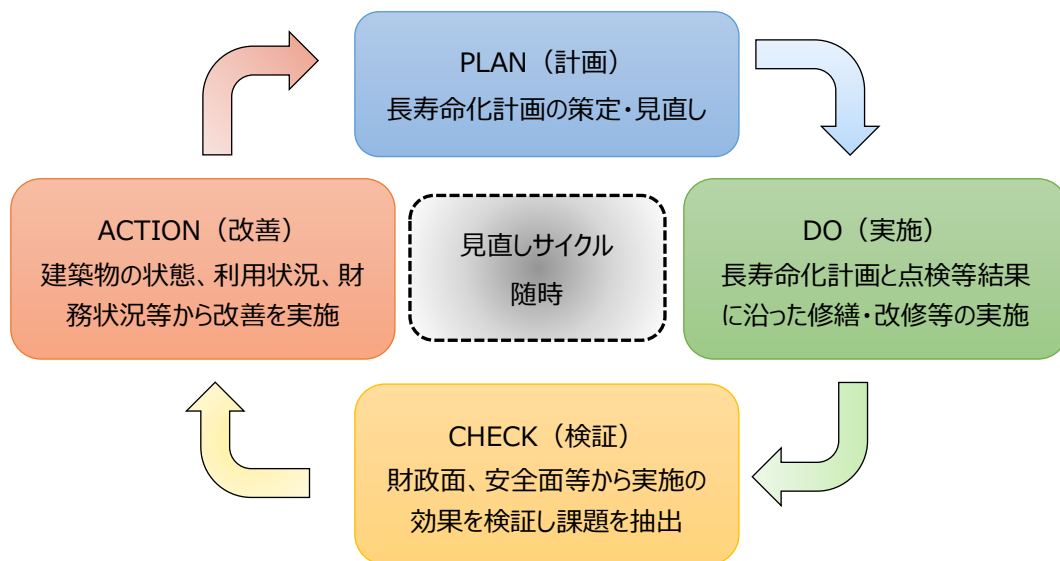 PLAN（計画）
長寿命化計画の策定・見直し
ACTION（改善）
建築物の状態、利用状況、財
務状況等から改善を実施
見直しサイクル
随時
DO（実施）
長寿命化計画と点検等結果
に沿った修繕・改修等の実施
CHECK（検証）
財政面、安全面等から実施の
効果を検証し課題を抽出